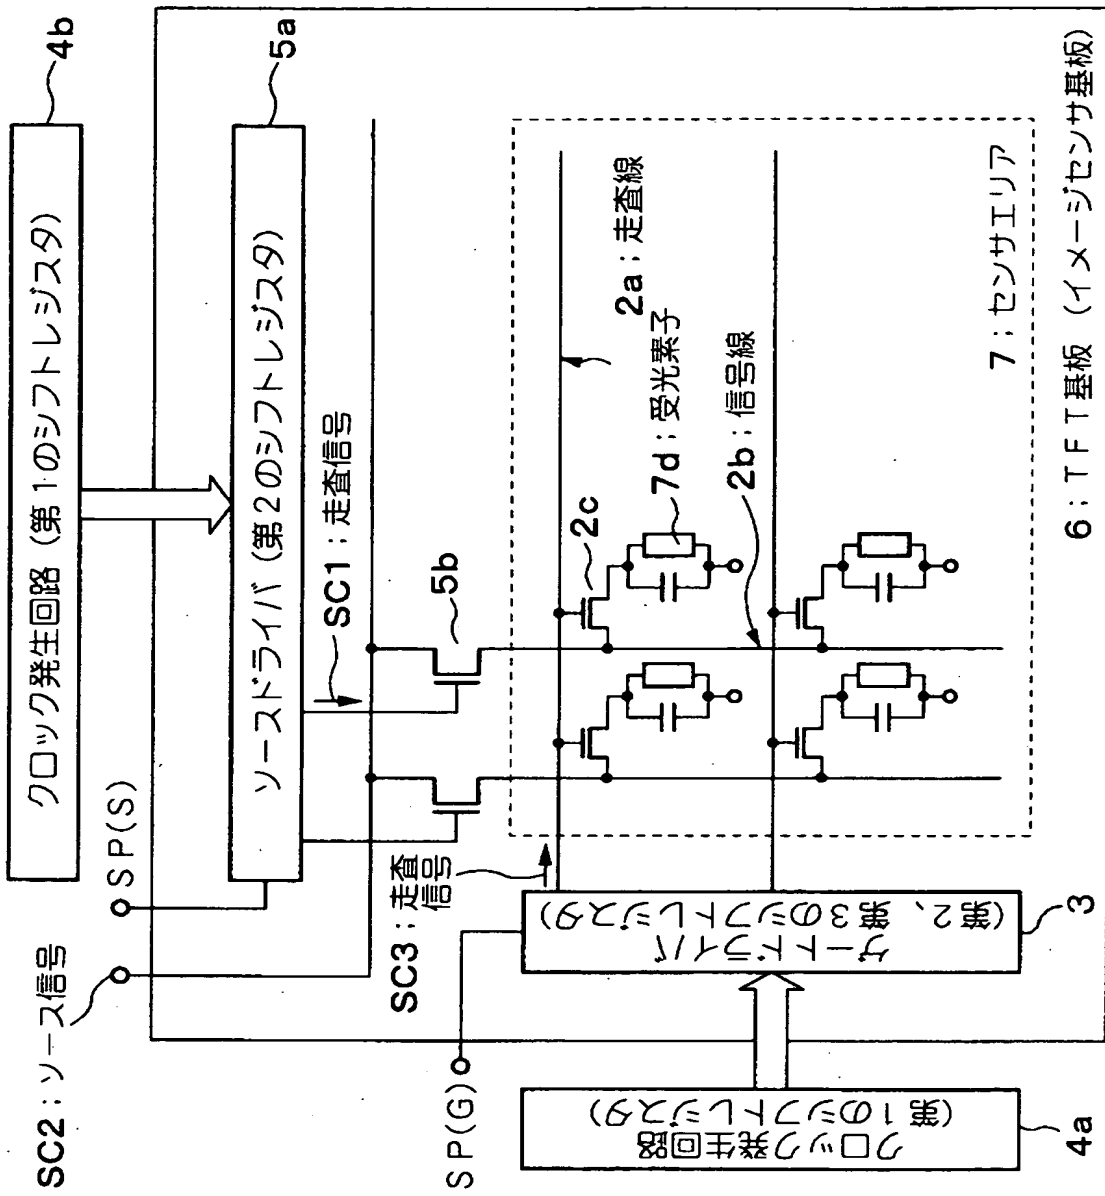 4b
クロック発生回路 (第1のシフトレジスタ)
5a
ソースドライバ (第2のシフトレジスタ)
SP(S)
SC2：ソース信号
SC1：走査信号
5b
SC3：走査
信号
SP(G)
2a：走査線
7d：受光素子
2c
2b：信号線
7：センサエリア
ゲートドライバ
(第2、第3のシフトレジスタ)
3
クロック発生回路
(第1のシフトレジスタ)
4a
6：TFT基板 (イメージセンサ基板)